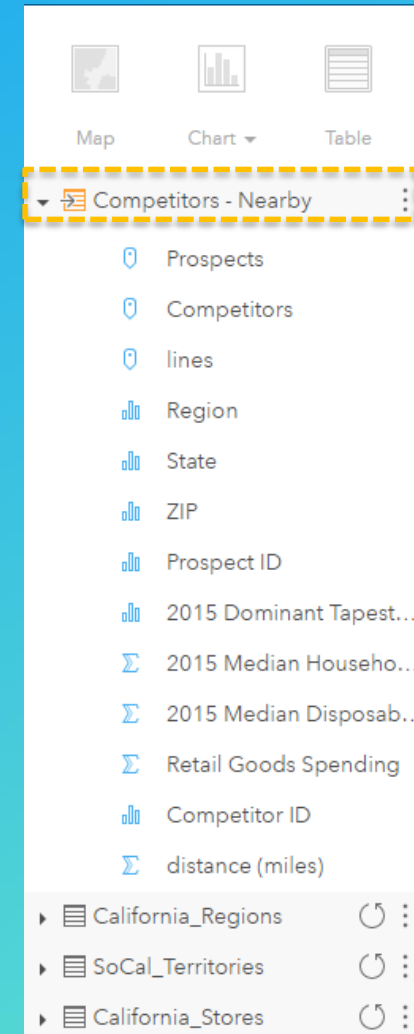 Map Chart Table
Competitors - Nearby
Prospects
Competitors
lines
Region
State
ZIP
Prospect ID
2015 Dominant Tapest...
2015 Median Househo...
2015 Median Disposab...
Retail Goods Spending
Competitor ID
distance (miles)
California_Regions
SoCal_Territories
California_Stores